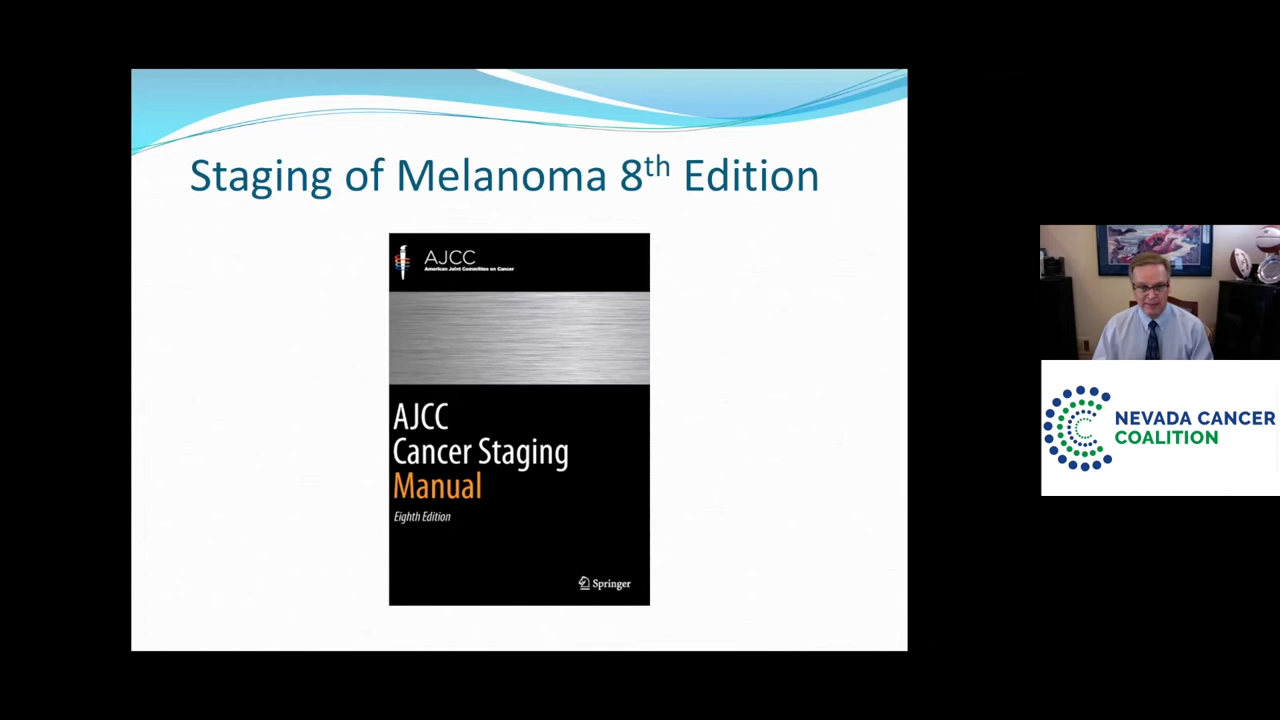 Staging of Melanoma 8th Edition
AJCC
American Joint Committee on Cancer
AJCC
Cancer Staging
Manual
Eighth Edition
Springer
NEVADA CANCER
COALITION